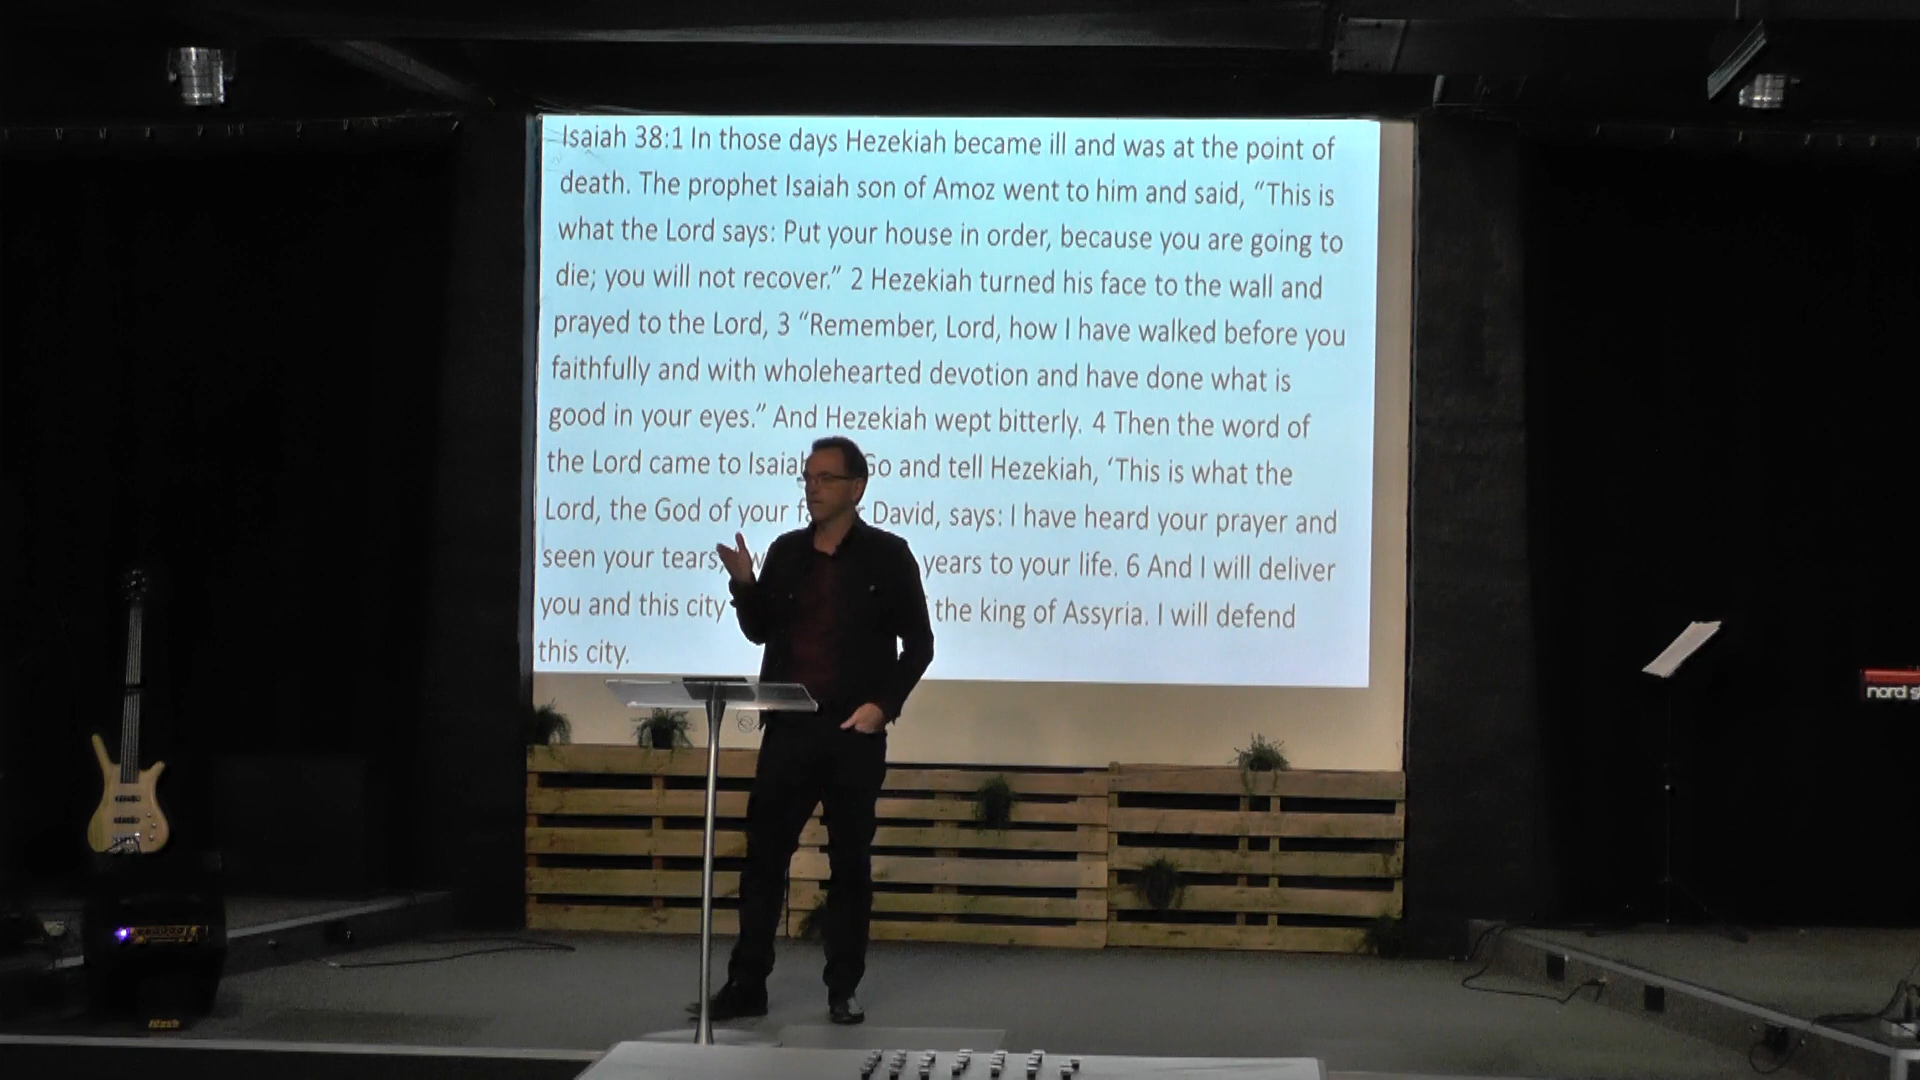 Isaiah 38:1 In those days Hezekiah became ill and was at the point of
death. The prophet Isaiah son of Amoz went to him and said, “This is
what the Lord says: Put your house in order, because you are going to
die; you will not recover.” 2 Hezekiah turned his face to the wall and
prayed to the Lord, 3 “Remember, Lord, how I have walked before you
faithfully and with wholehearted devotion and have done what is
good in your eyes.” And Hezekiah wept bitterly. 4 Then the word of
the Lord came to Go and tell Hezekiah, ‘This is what the
Lord, the God of your David, says: I have heard your prayer and
seen your tears; years to your life. 6 And I will deliver
you and this city the king of Assyria. I will defend
this city.
nord